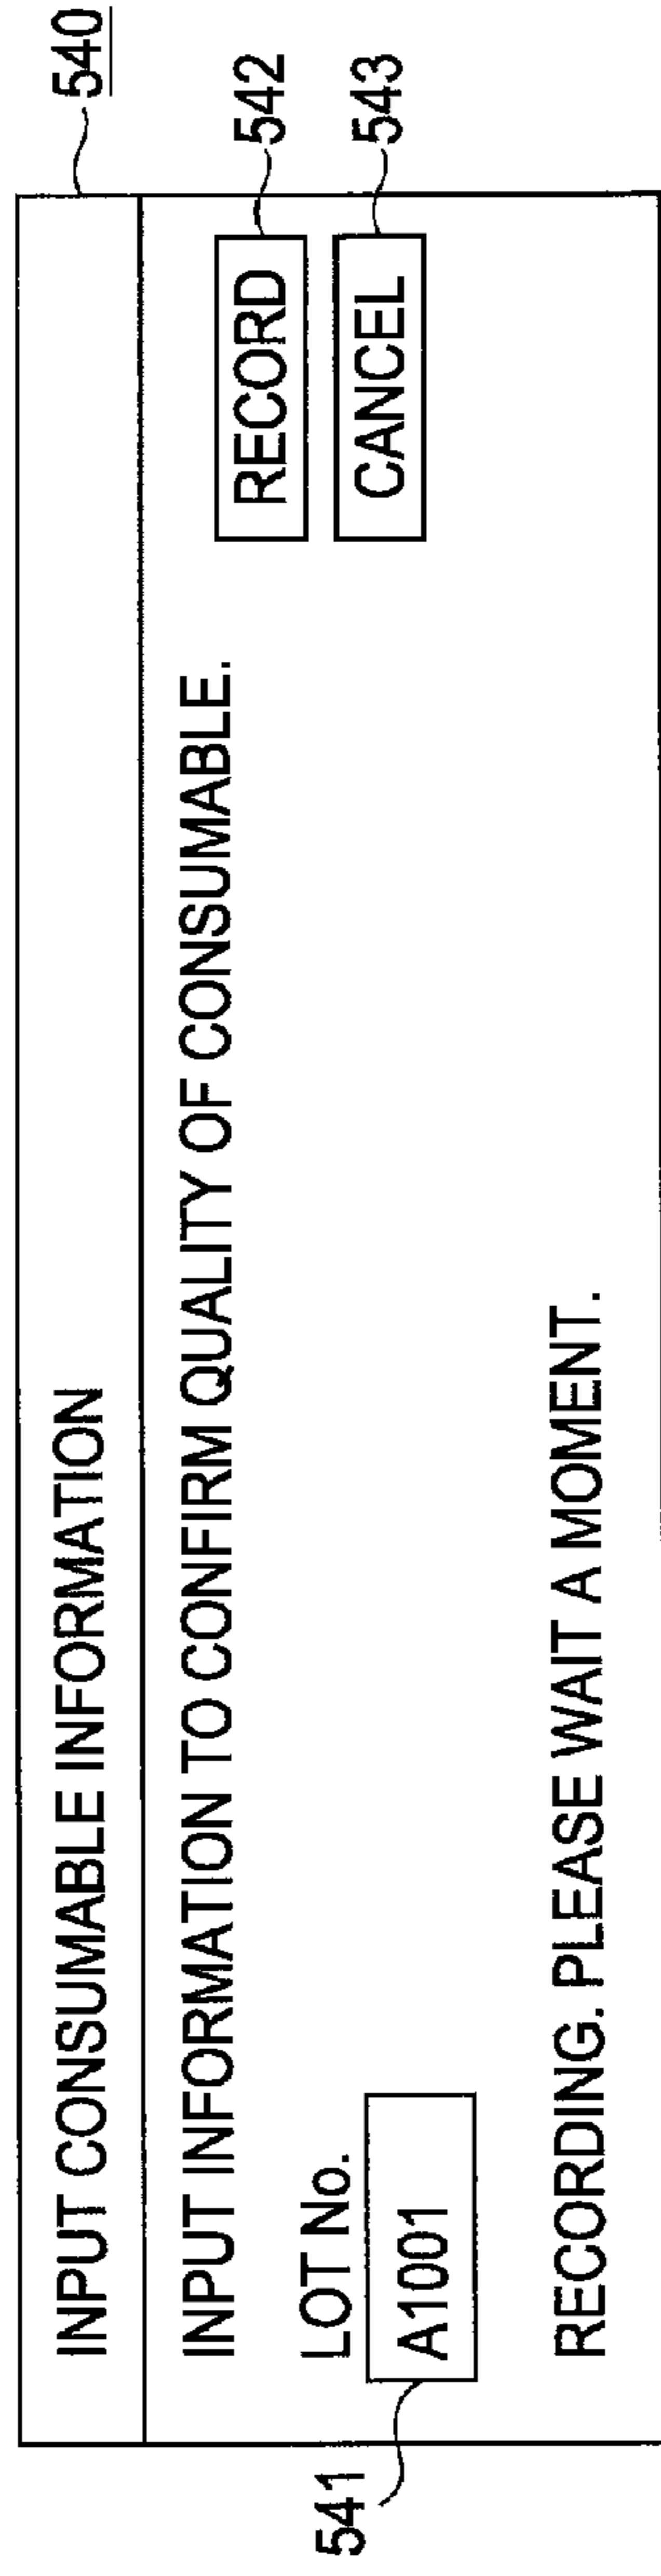 540
INPUT CONSUMABLE INFORMATION
INPUT INFORMATION TO CONFIRM QUALITY OF CONSUMABLE.
RECORD
542
LOT No.
CANCEL
543
541
A1001
RECORDING. PLEASE WAIT A MOMENT.